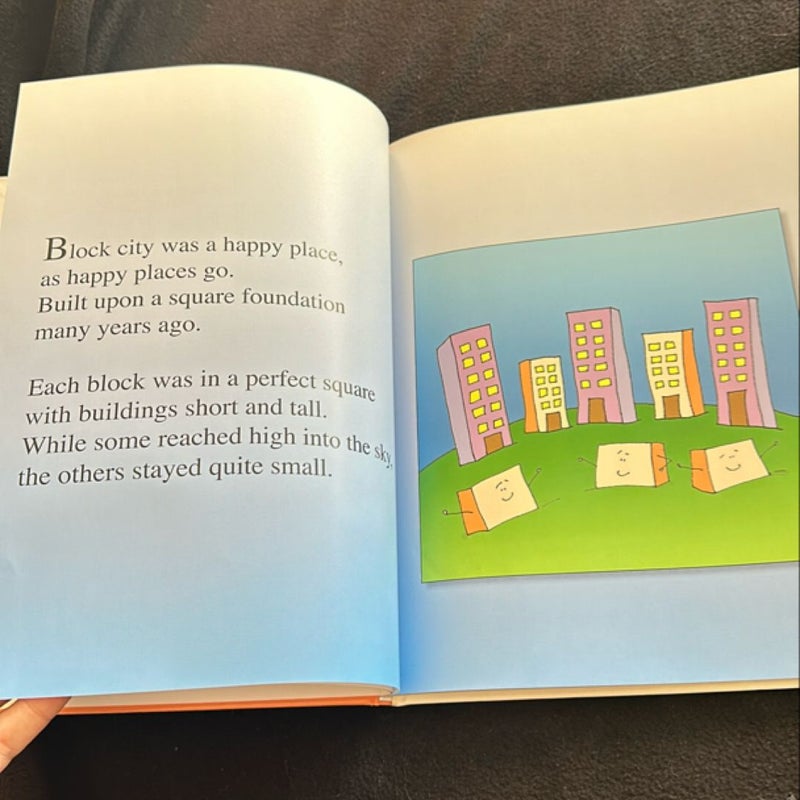 Block city was a happy place,
as happy places go.
Built upon a square foundation
many years ago.
Each block was in a perfect square
with buildings short and tall.
While some reached high into the sky,
the others stayed quite small.